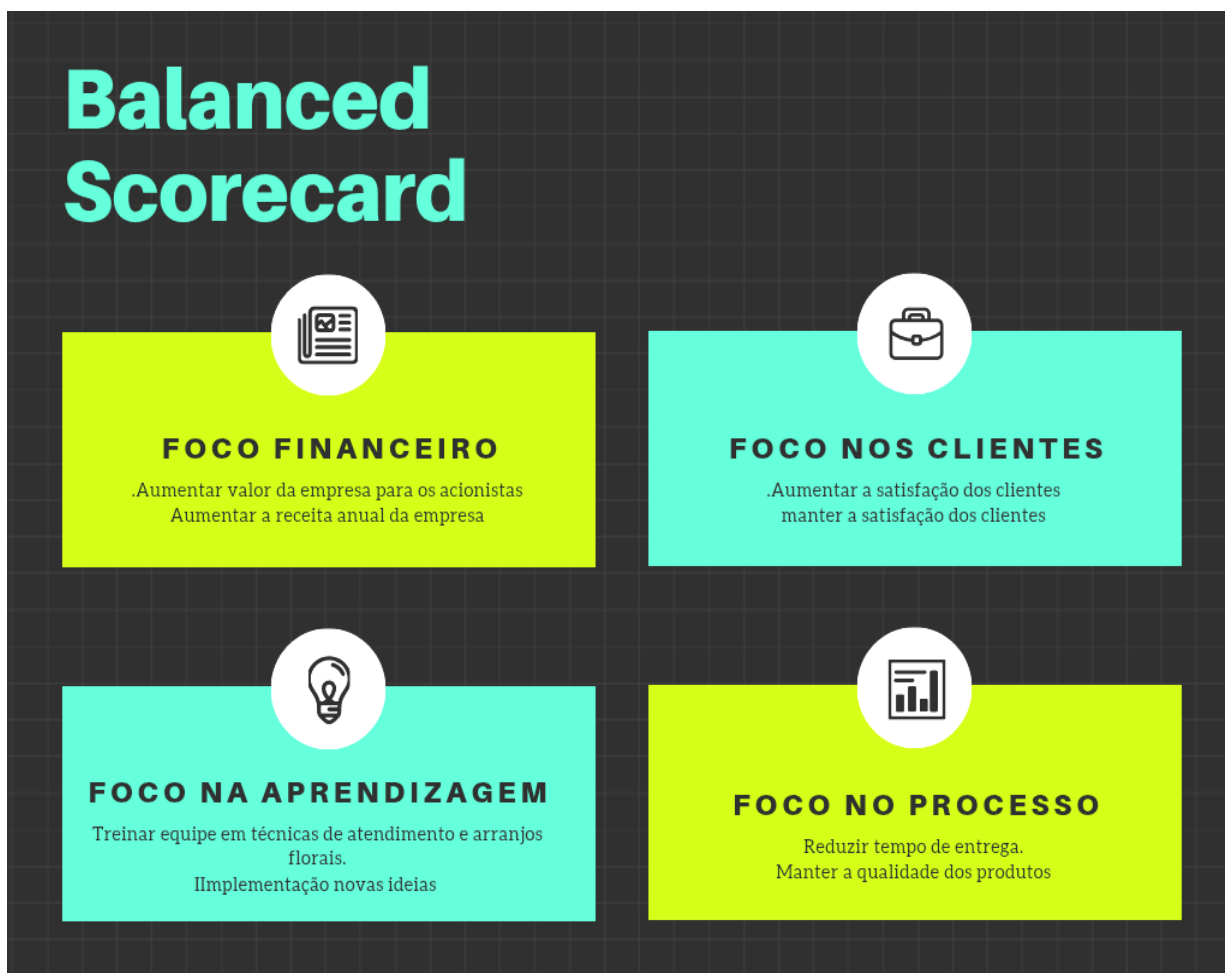 Balanced
Scorecard
FOCO FINANCEIRO
.Aumentar valor da empresa para os acionistas
Aumentar a receita anual da empresa
FOCO NOS CLIENTES
.Aumentar a satisfação dos clientes
manter a satisfação dos clientes
FOCO NA APRENDIZAGEM
Treinar equipe em técnicas de atendimento e arranjos
florais.
IImplementação novas ideias
FOCO NO PROCESSO
Reduzir tempo de entrega.
Manter a qualidade dos produtos